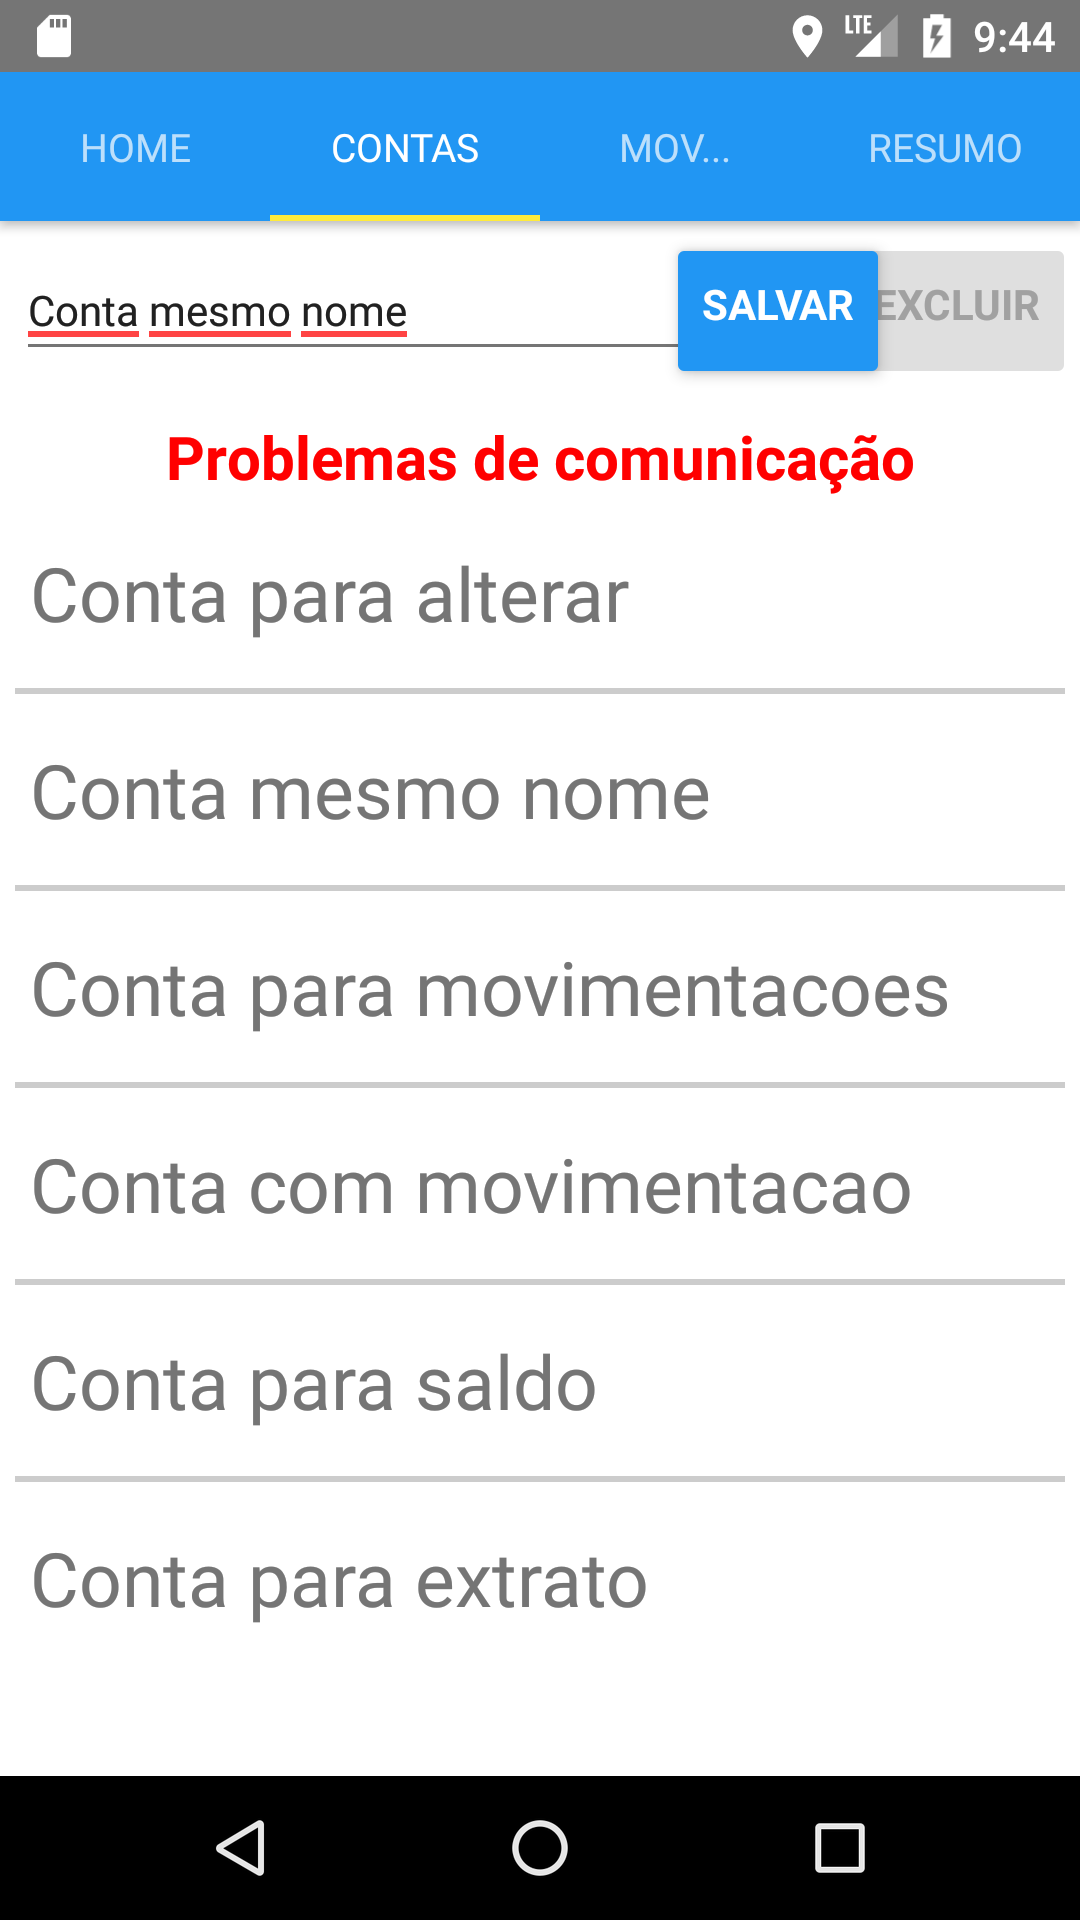 LTE 9:44
HOME CONTAS MOV... RESUMO
Conta mesmo nome SALVAR EXCLUIR
Problemas de comunicação
Conta para alterar
Conta mesmo nome
Conta para movimentacoes
Conta com movimentacao
Conta para saldo
Conta para extrato